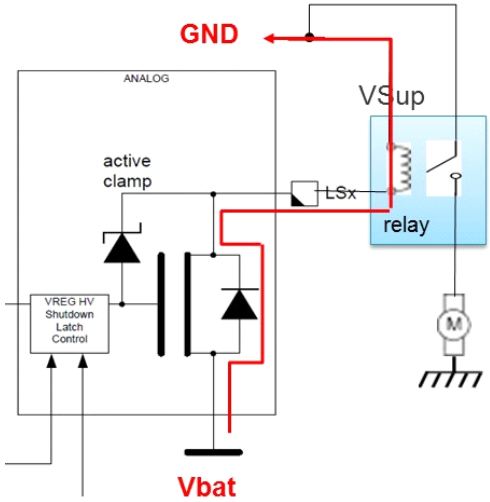 GND
ANALOG
VSup
active
clamp
LSx
relay
VREG HV
Shutdown
Latch
Control
M
Vbat